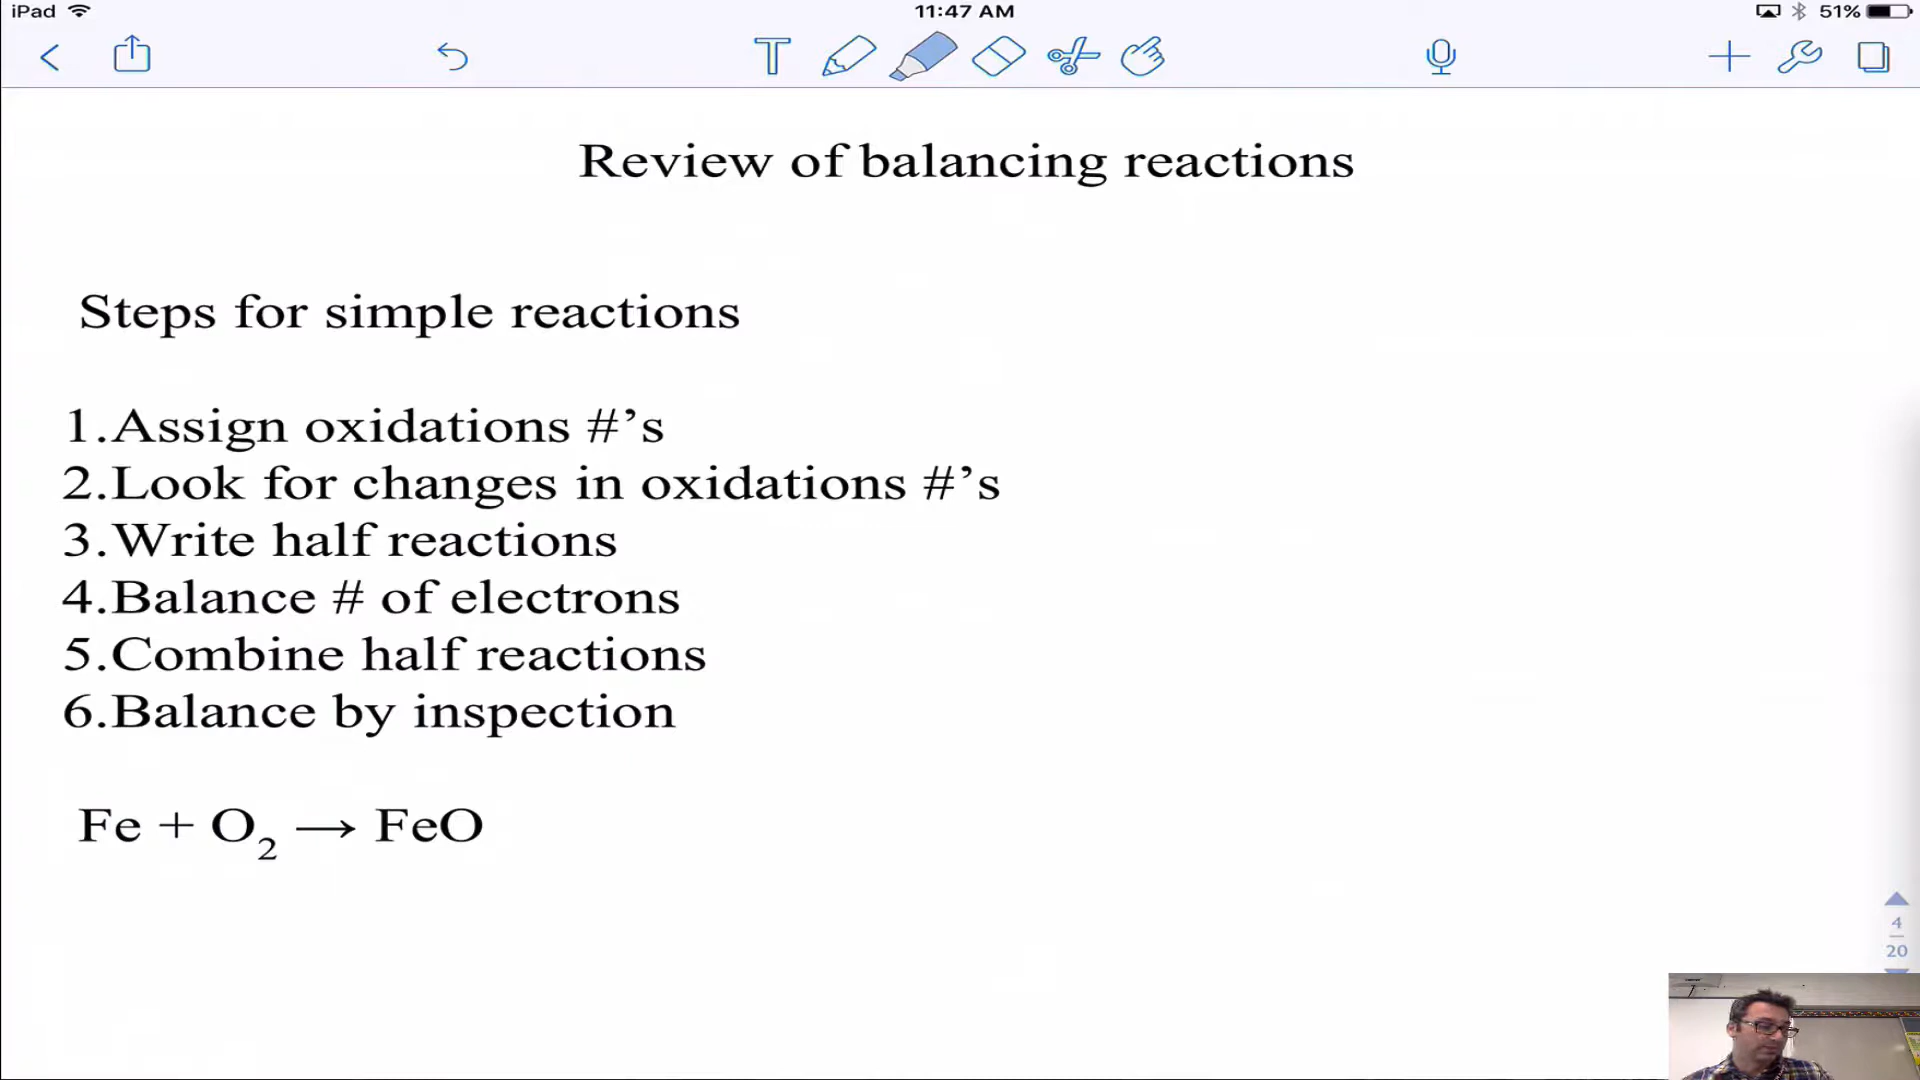 iPad 11:47 AM 51%
T
Review of balancing reactions
Steps for simple reactions
1.Assign oxidations #’s
2.Look for changes in oxidations #’s
3.Write half reactions
4.Balance # of electrons
5.Combine half reactions
6.Balance by inspection
Fe + O₂ → FeO
4
20